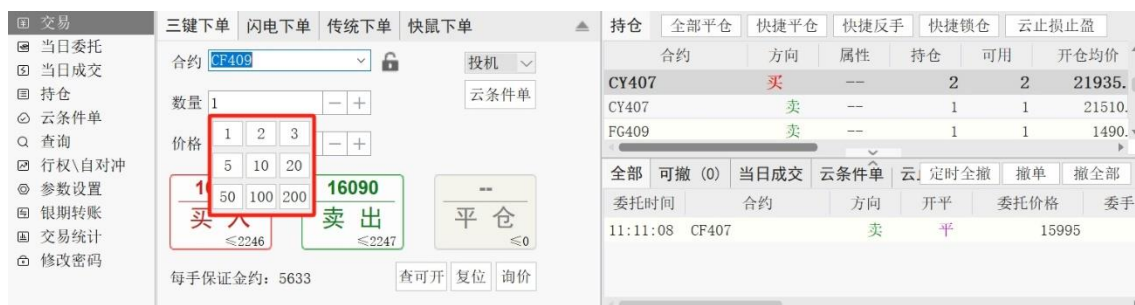 交易
当日委托
当日成交
持仓
云条件单
查询
行权\自对冲
参数设置
银期转账
交易统计
修改密码
三键下单 闪电下单 传统下单 快鼠下单
合约 CF409 投机
数量 1 云条件单
价格
1 2 3
5 10 20
50 100 200
16090 --
买入 卖出 平仓
≤2246 ≤2247 ≤0
每手保证金约: 5633 查可开 复位 询价
持仓 全部平仓 快捷平仓 快捷反手 快捷锁仓 云止损止盈
合约 方向 属性 持仓 可用 开仓均价
CY407 买 -- 2 2 21935.
CY407 卖 -- 1 1 21510.
FG409 卖 -- 1 1 1490.
全部 可撤 (0) 当日成交 云条件单 云 定时全撤 撤单 撤全部
委托时间 合约 方向 开平 委托价格 委手
11:11:08 CF407 卖 平 15995